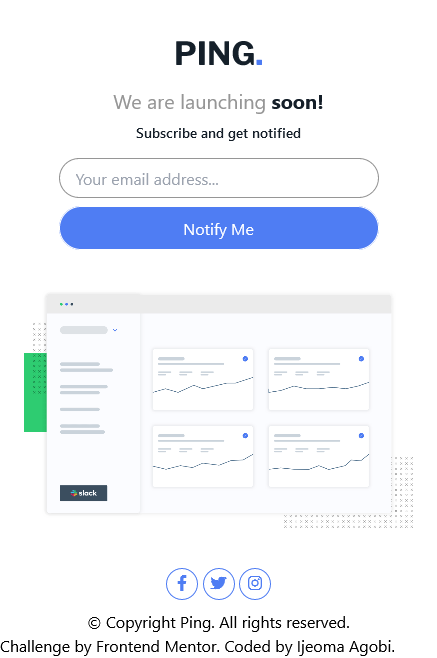 PING.
We are launching soon!
Subscribe and get notified
Your email address...
Notify Me
slack
© Copyright Ping. All rights reserved.
Challenge by Frontend Mentor. Coded by Ijeoma Agobi.